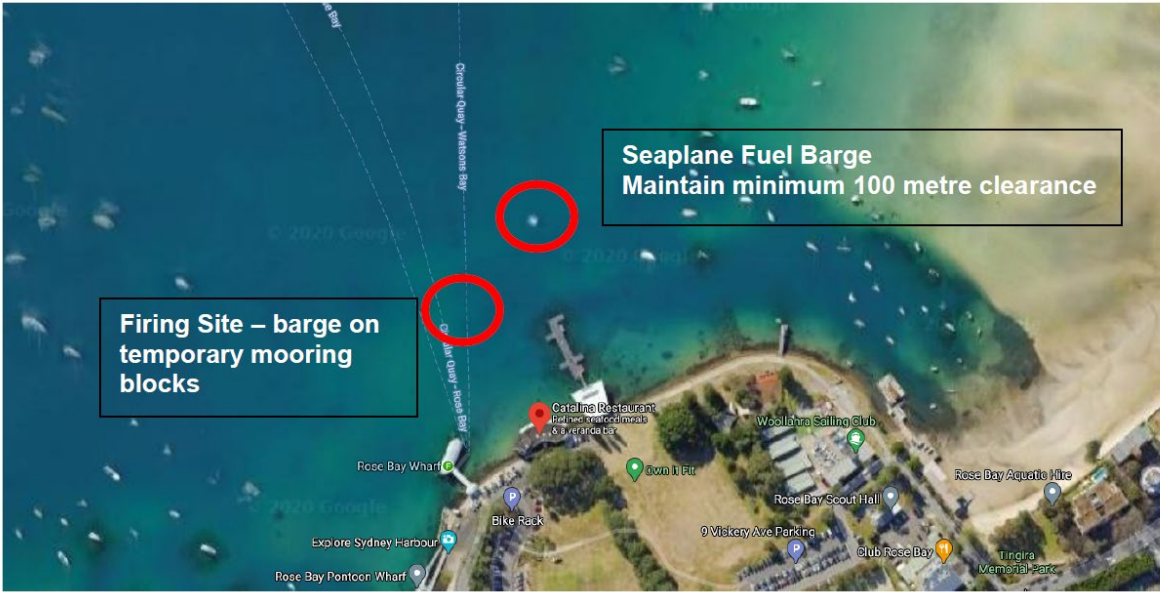 Rose Bay
Circular Quay - Watsons Bay
Seaplane Fuel Barge
Maintain minimum 100 metre clearance
© 2020 Google
© 2020 Google
Google
Firing Site – barge on
temporary mooring
blocks
Circular Quay - Rose Bay
Catalina Restaurant
Refined seafood meals
& a veranda bar
Woollahra Sailing Club
Rose Bay Wharf
Own It Fit
Rose Bay Aquatic Hire
P
Rose Bay Scout Hall
© 2020 Google
Bike Rack
9 Vickery Ave Parking
P
Explore Sydney Harbour
Club Rose Bay
Tingira
Memorial Park
Rose Bay Pontoon Wharf